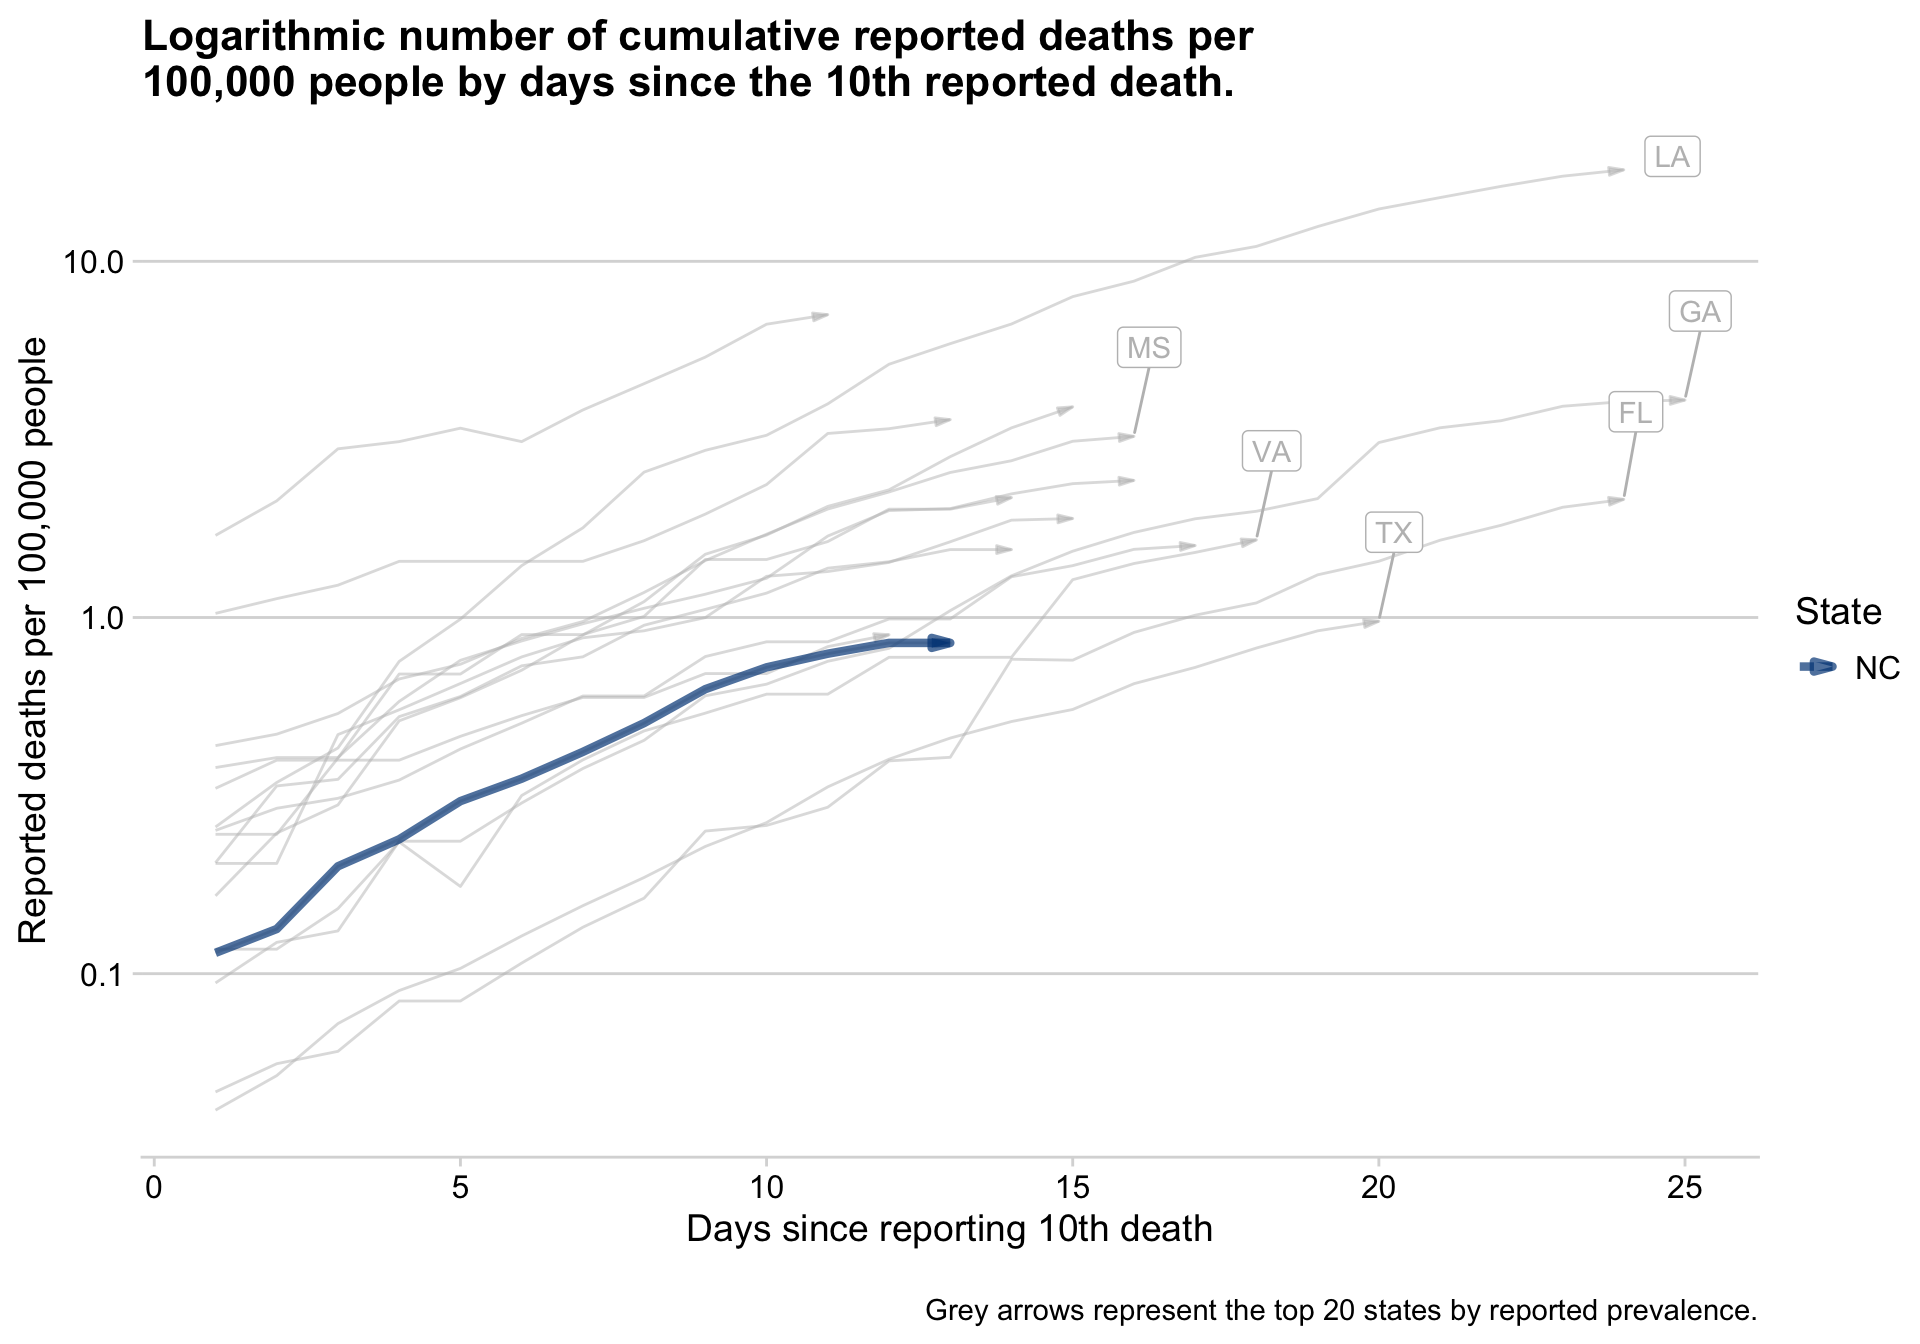 Logarithmic number of cumulative reported deaths per
100,000 people by days since the 10th reported death.
LA
10.0
GA
MS
FL
VA
TX
1.0
State
NC
0.1
Reported deaths per 100,000 people
0 5 10 15 20 25
Days since reporting 10th death
Grey arrows represent the top 20 states by reported prevalence.